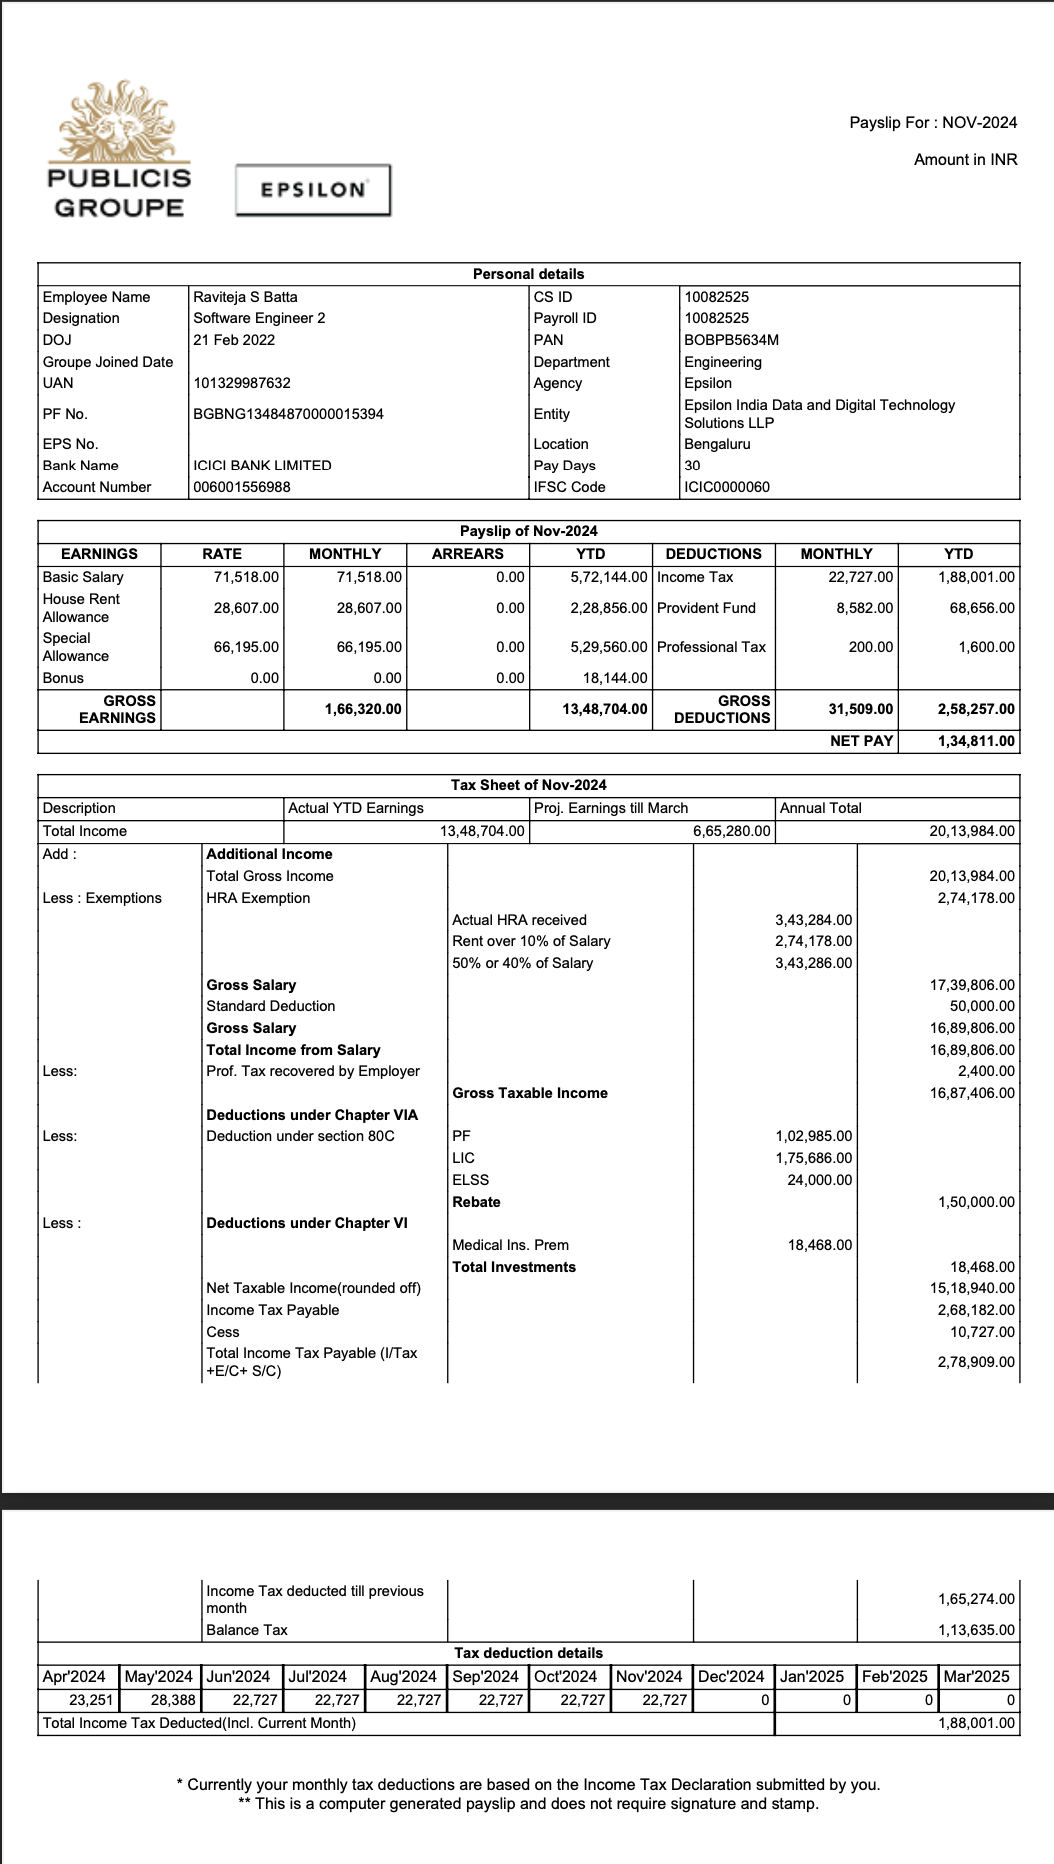 PUBLICIS
GROUPE
EPSILON
Payslip For : NOV-2024
Amount in INR
Personal details
Employee Name Raviteja S Batta CS ID 10082525
Designation Software Engineer 2 Payroll ID 10082525
DOJ 21 Feb 2022 PAN BOBPB5634M
Groupe Joined Date Department Engineering
UAN 101329987632 Agency Epsilon
PF No. BGBNG13484870000015394 Entity Epsilon India Data and Digital Technology
Solutions LLP
EPS No. Location Bengaluru
Bank Name ICICI BANK LIMITED Pay Days 30
Account Number 006001556988 IFSC Code ICIC0000060
Payslip of Nov-2024
EARNINGS RATE MONTHLY ARREARS YTD DEDUCTIONS MONTHLY YTD
Basic Salary 71,518.00 71,518.00 0.00 5,72,144.00 Income Tax 22,727.00 1,88,001.00
House Rent
Allowance 28,607.00 28,607.00 0.00 2,28,856.00 Provident Fund 8,582.00 68,656.00
Special
Allowance 66,195.00 66,195.00 0.00 5,29,560.00 Professional Tax 200.00 1,600.00
Bonus 0.00 0.00 0.00 18,144.00
GROSS
EARNINGS 1,66,320.00 13,48,704.00 GROSS
DEDUCTIONS 31,509.00 2,58,257.00
NET PAY 1,34,811.00
Tax Sheet of Nov-2024
Description Actual YTD Earnings Proj. Earnings till March Annual Total
Total Income 13,48,704.00 6,65,280.00 20,13,984.00
Add : Additional Income
Total Gross Income 20,13,984.00
Less : Exemptions HRA Exemption 2,74,178.00
Actual HRA received 3,43,284.00
Rent over 10% of Salary 2,74,178.00
50% or 40% of Salary 3,43,286.00
Gross Salary 17,39,806.00
Standard Deduction 50,000.00
Gross Salary 16,89,806.00
Total Income from Salary 16,89,806.00
Less: Prof. Tax recovered by Employer 2,400.00
Gross Taxable Income 16,87,406.00
Deductions under Chapter VIA
Less: Deduction under section 80C PF 1,02,985.00
LIC 1,75,686.00
ELSS 24,000.00
Rebate 1,50,000.00
Less : Deductions under Chapter VI
Medical Ins. Prem 18,468.00
Total Investments 18,468.00
Net Taxable Income(rounded off) 15,18,940.00
Income Tax Payable 2,68,182.00
Cess 10,727.00
Total Income Tax Payable (I/Tax
+E/C+ S/C) 2,78,909.00
Income Tax deducted till previous
month 1,65,274.00
Balance Tax 1,13,635.00
Tax deduction details
Apr'2024 May'2024 Jun'2024 Jul'2024 Aug'2024 Sep'2024 Oct'2024 Nov'2024 Dec'2024 Jan'2025 Feb'2025 Mar'2025
23,251 28,388 22,727 22,727 22,727 22,727 22,727 22,727 0 0 0 0
Total Income Tax Deducted(Incl. Current Month) 1,88,001.00
* Currently your monthly tax deductions are based on the Income Tax Declaration submitted by you.
** This is a computer generated payslip and does not require signature and stamp.